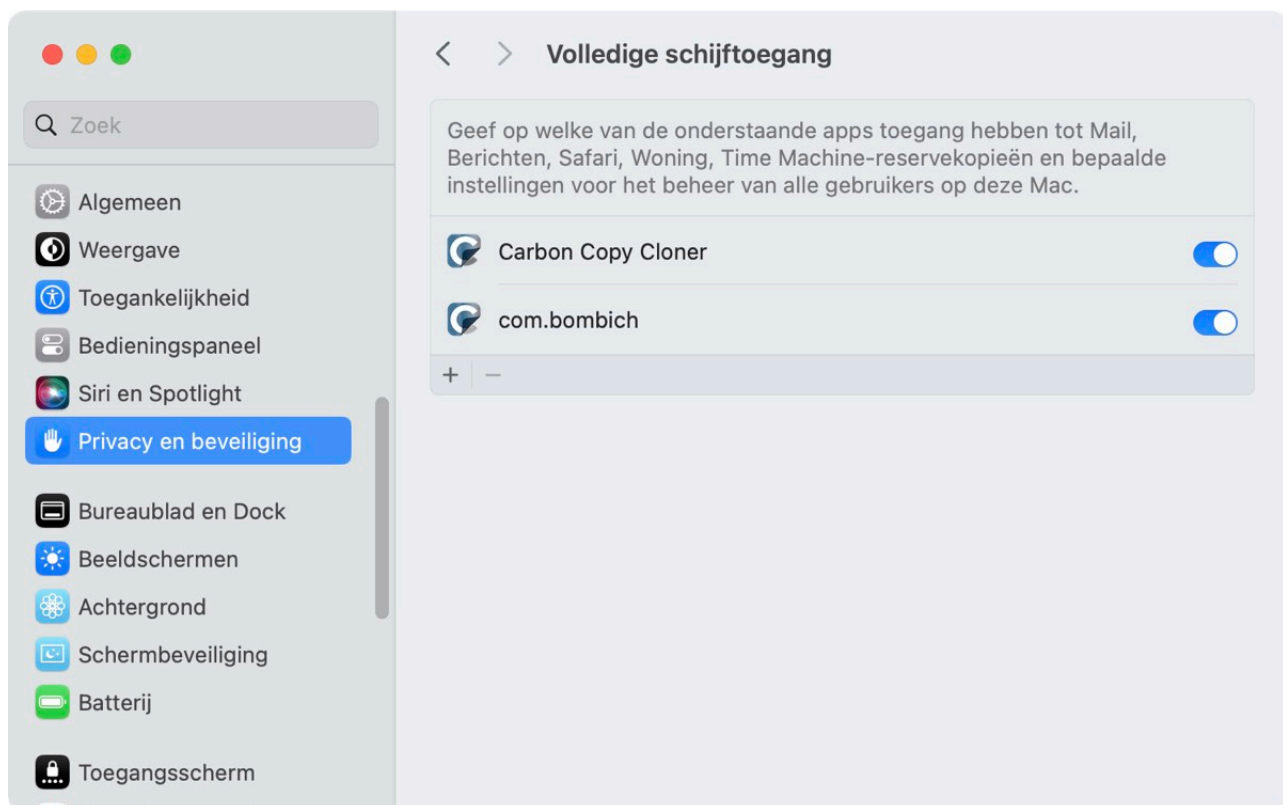 Zoek
Algemeen
Weergave
Toegankelijkheid
Bedieningspaneel
Siri en Spotlight
Privacy en beveiliging
Bureaublad en Dock
Beeldschermen
Achtergrond
Schermbeveiliging
Batterij
Toegangsscherm
Volledige schijftoegang
Geef op welke van de onderstaande apps toegang hebben tot Mail,
Berichten, Safari, Woning, Time Machine-reservekopieën en bepaalde
instellingen voor het beheer van alle gebruikers op deze Mac.
Carbon Copy Cloner
com.bombich